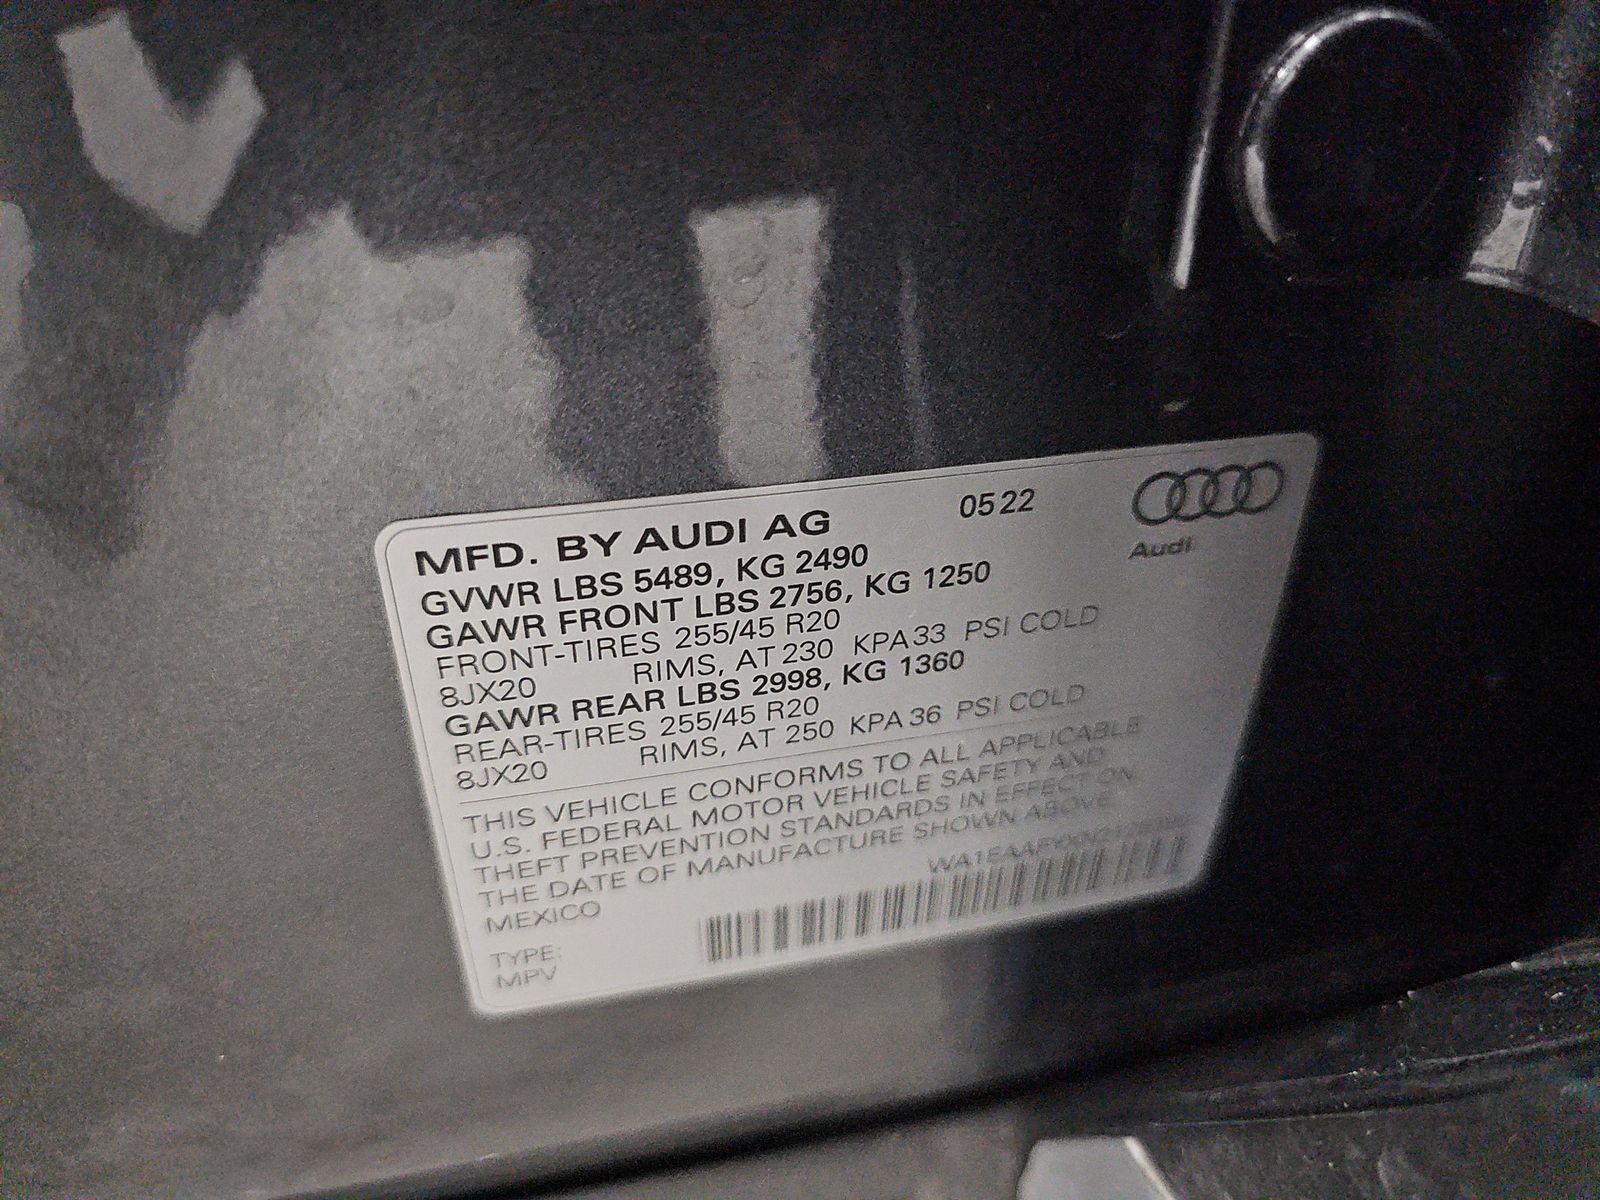 MFD. BY AUDI AG 0522
Audi
GVWR LBS 5489, KG 2490
GAWR FRONT LBS 2756, KG 1250
FRONT-TIRES 255/45 R20
8JX20 RIMS, AT 230 KPA 33 PSI COLD
GAWR REAR LBS 2998, KG 1360
REAR-TIRES 255/45 R20
8JX20 RIMS, AT 250 KPA 36 PSI COLD
THIS VEHICLE CONFORMS TO ALL APPLICABLE
U.S. FEDERAL MOTOR VEHICLE SAFETY AND
THEFT PREVENTION STANDARDS IN EFFECT ON
THE DATE OF MANUFACTURE SHOWN ABOVE
MEXICO
TYPE:
MPV